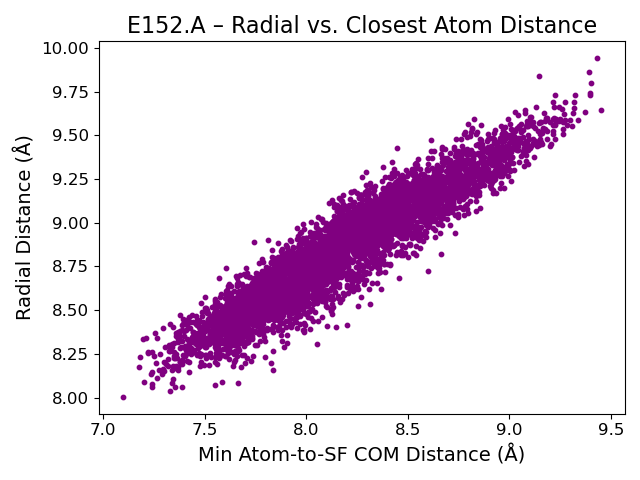 E152.A – Radial vs. Closest Atom Distance
Radial Distance (Å)
10.00
9.75
9.50
9.25
9.00
8.75
8.50
8.25
8.00
7.0 7.5 8.0 8.5 9.0 9.5
Min Atom-to-SF COM Distance (Å)